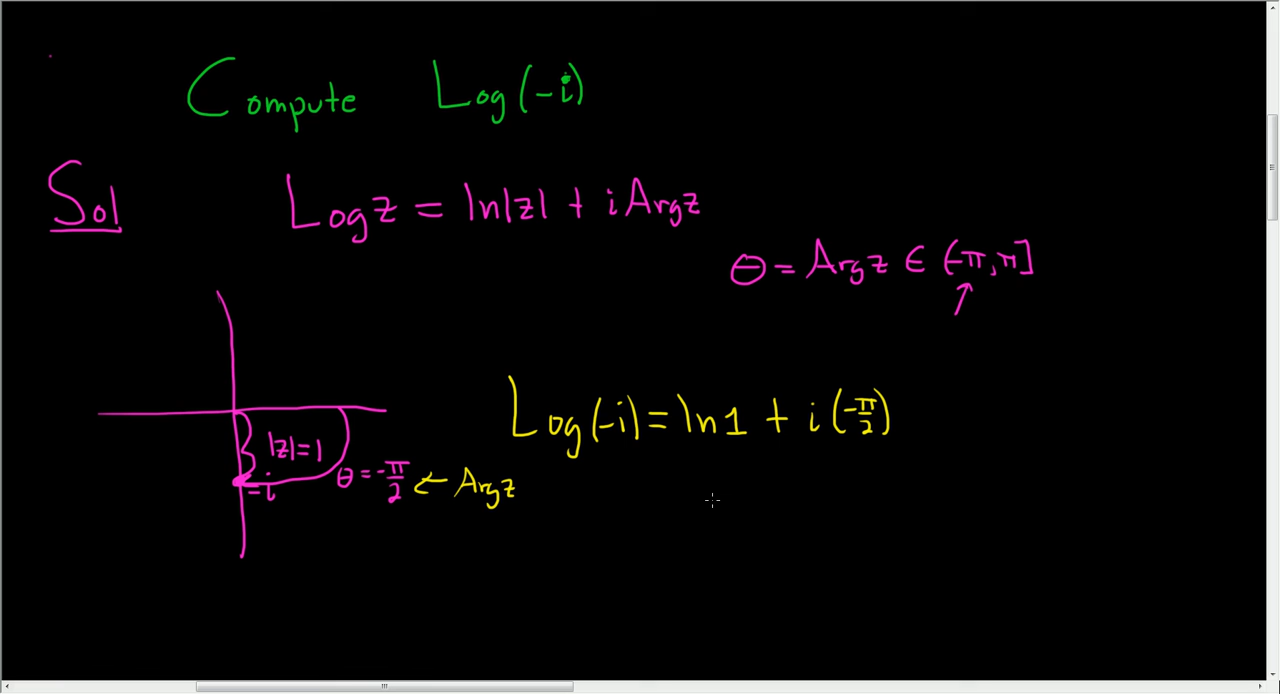 Compute Log(-i)
Sol Log z = ln|z| + i Arg z
θ = Arg z ∈ (-π, π]
Log(-i) = ln 1 + i(-π/2)
|z|=1
θ = -π/2 ← Arg z
-i